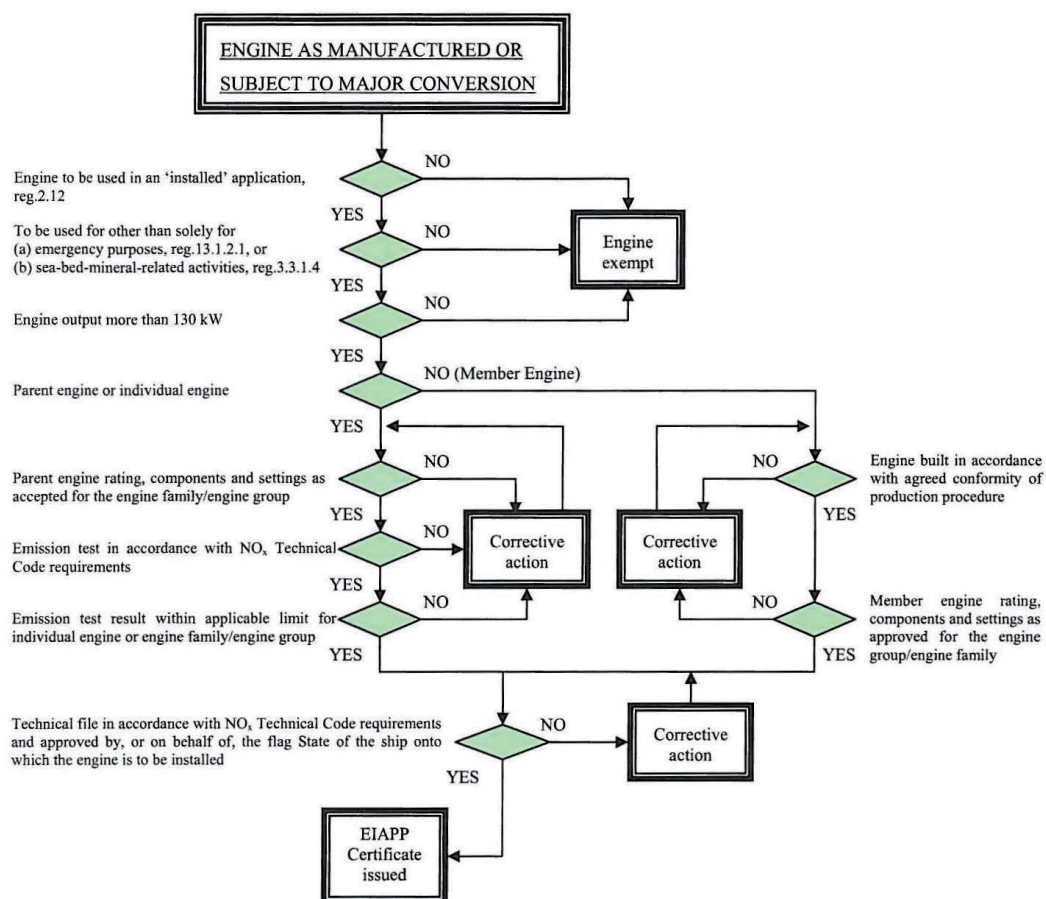 ENGINE AS MANUFACTURED OR
SUBJECT TO MAJOR CONVERSION
NO
Engine to be used in an ‘installed’ application,
reg.2.12
YES
To be used for other than solely for
(a) emergency purposes, reg.13.1.2.1, or
(b) sea-bed-mineral-related activities, reg.3.3.1.4
NO
Engine
exempt
YES
NO
Engine output more than 130 kW
YES
NO (Member Engine)
Parent engine or individual engine
YES
Parent engine rating, components and settings as
accepted for the engine family/engine group
NO
NO
Engine built in accordance
with agreed conformity of
production procedure
YES
YES
Emission test in accordance with NOx Technical
Code requirements
NO
Corrective
action
Corrective
action
YES
Emission test result within applicable limit for
individual engine or engine family/engine group
NO
NO
Member engine rating,
components and settings as
approved for the engine
group/engine family
YES
YES
Technical file in accordance with NOx Technical Code requirements
and approved by, or on behalf of, the flag State of the ship onto
which the engine is to be installed
NO
Corrective
action
YES
EIAPP
Certificate
issued